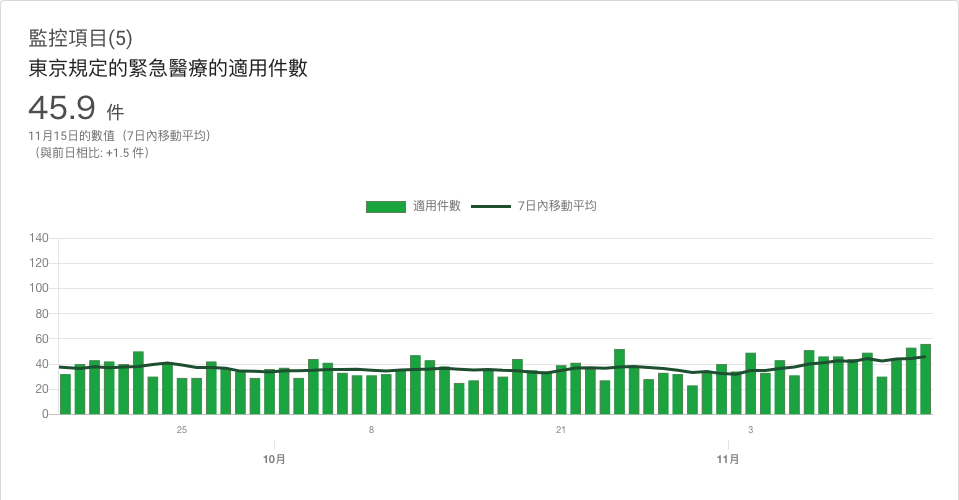 監控項目(5)
東京規定的緊急醫療的適用件數
45.9 件
11月15日的數值（7日內移動平均）
（與前日相比: +1.5 件）
適用件數 7日內移動平均
140
120
100
80
60
40
20
0
25 8 21 3
10月 11月